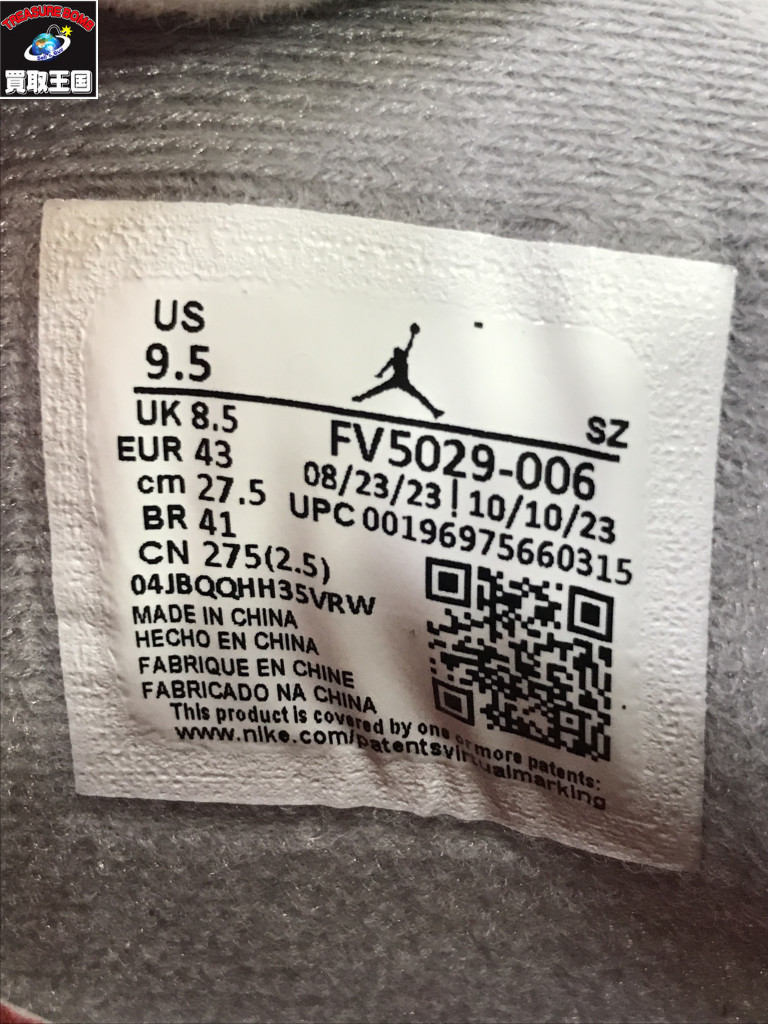 TREASURE BOMB
買取王国
US
9.5
UK 8.5
EUR 43
cm 27.5
BR 41
CN 275(2.5)
04JBQQHH35VRW
MADE IN CHINA
HECHO EN CHINA
FABRIQUE EN CHINE
FABRICADO NA CHINA
SZ
FV5029-006
08/23/23 | 10/10/23
UPC 00196975660315
This product is covered by one or more patents:
www.nike.com/patentsvirtualmarking